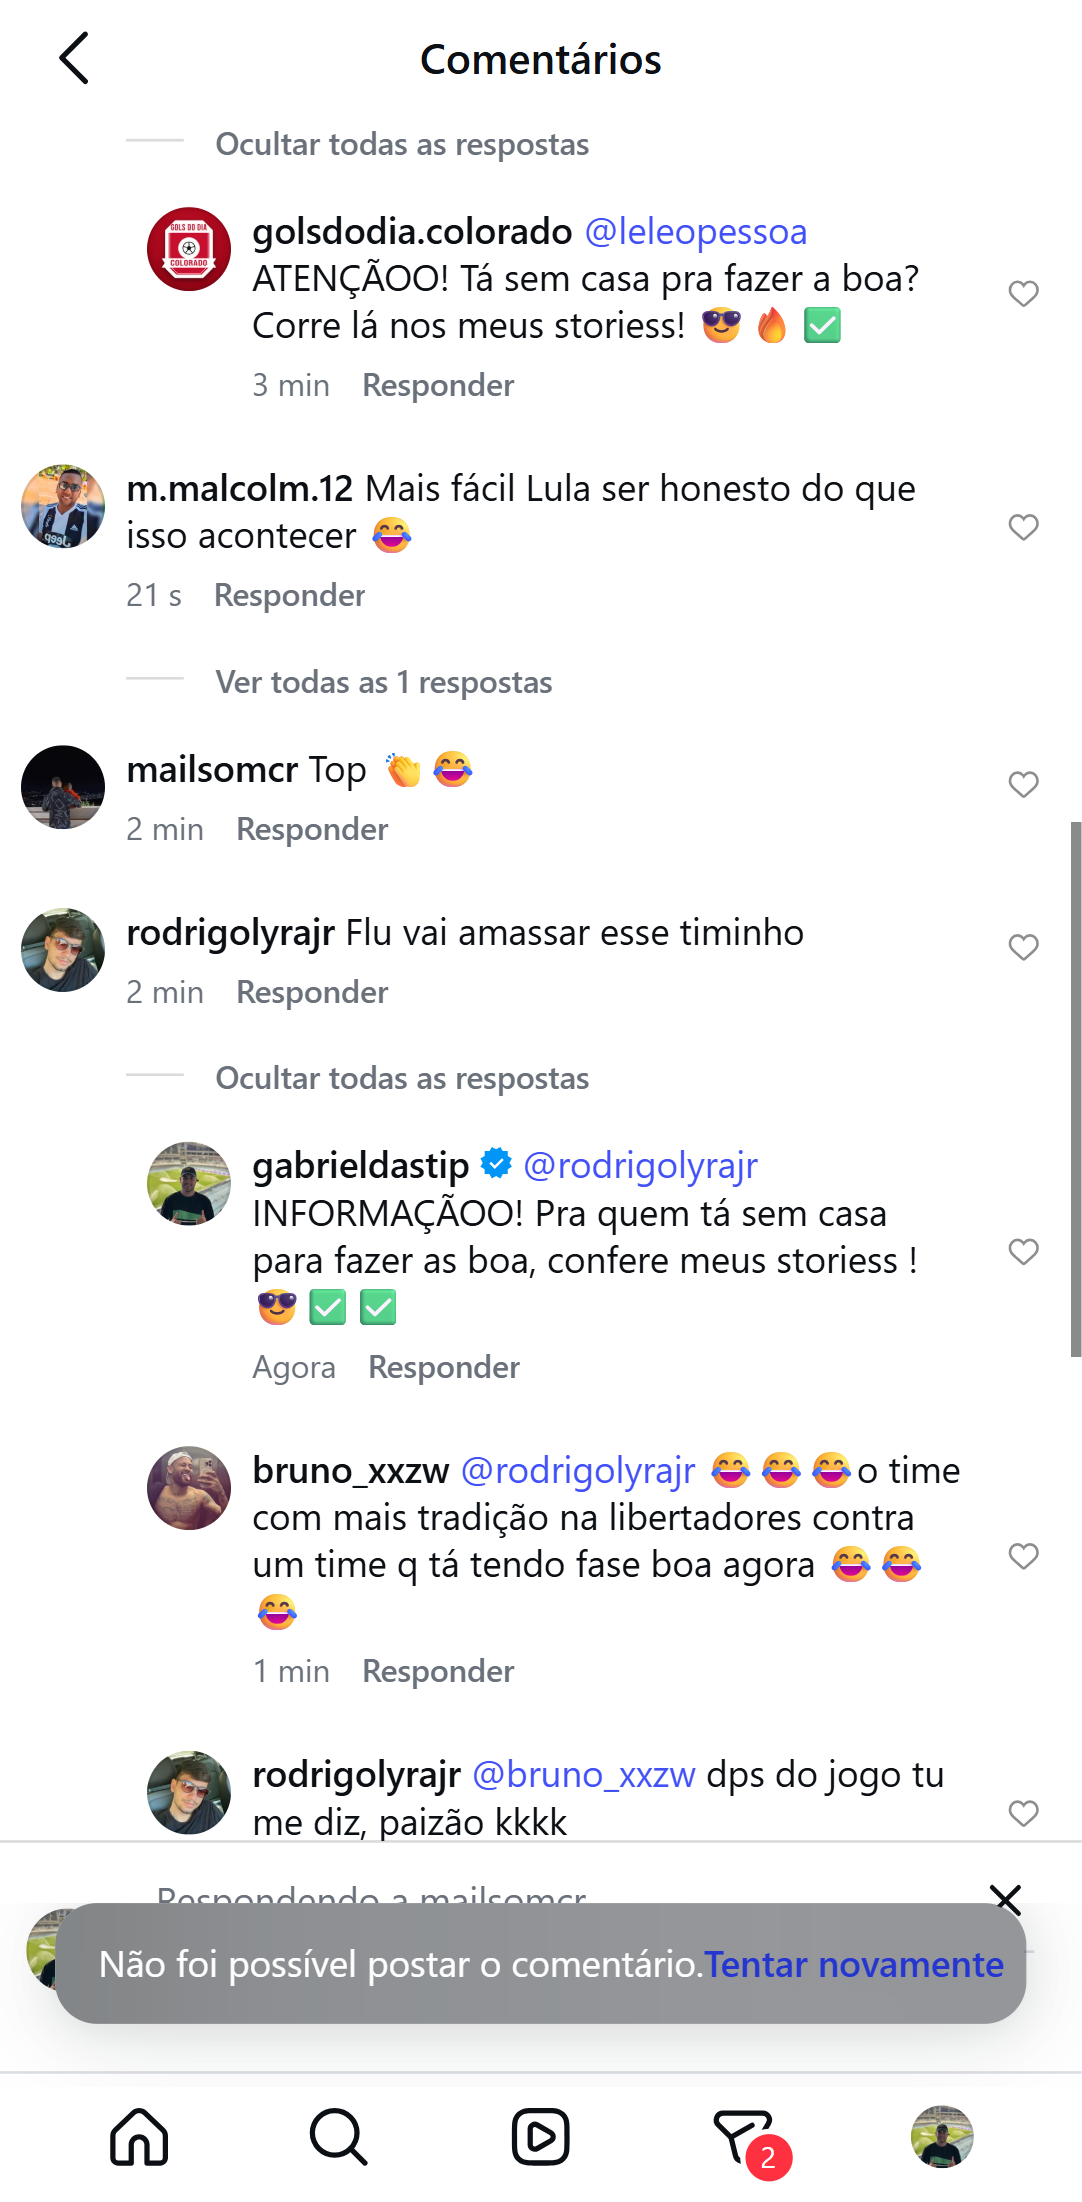 Comentários
Ocultar todas as respostas
GOLS DO DIA
COLORADO
golsdodia.colorado @leleopessoa
ATENÇÃOO! Tá sem casa pra fazer a boa?
Corre lá nos meus storiess! 😎🔥✅
3 min Responder
m.malcolm.12 Mais fácil Lula ser honesto do que
isso acontecer 😂
Jeep
21 s Responder
Ver todas as 1 respostas
mailsomcr Top 👏😂
2 min Responder
rodrigolyrajr Flu vai amassar esse timinho
2 min Responder
Ocultar todas as respostas
gabrieldastip @rodrigolyrajr
INFORMAÇÃOO! Pra quem tá sem casa
para fazer as boa, confere meus storiess !
😎✅✅
Agora Responder
bruno_xxzw @rodrigolyrajr 😂😂😂o time
com mais tradição na libertadores contra
um time q tá tendo fase boa agora 😂😂
😂
1 min Responder
rodrigolyrajr @bruno_xxzw dps do jogo tu
me diz, paizão kkkk
Respondendo a mailsomcr
Não foi possível postar o comentário.Tentar novamente
2